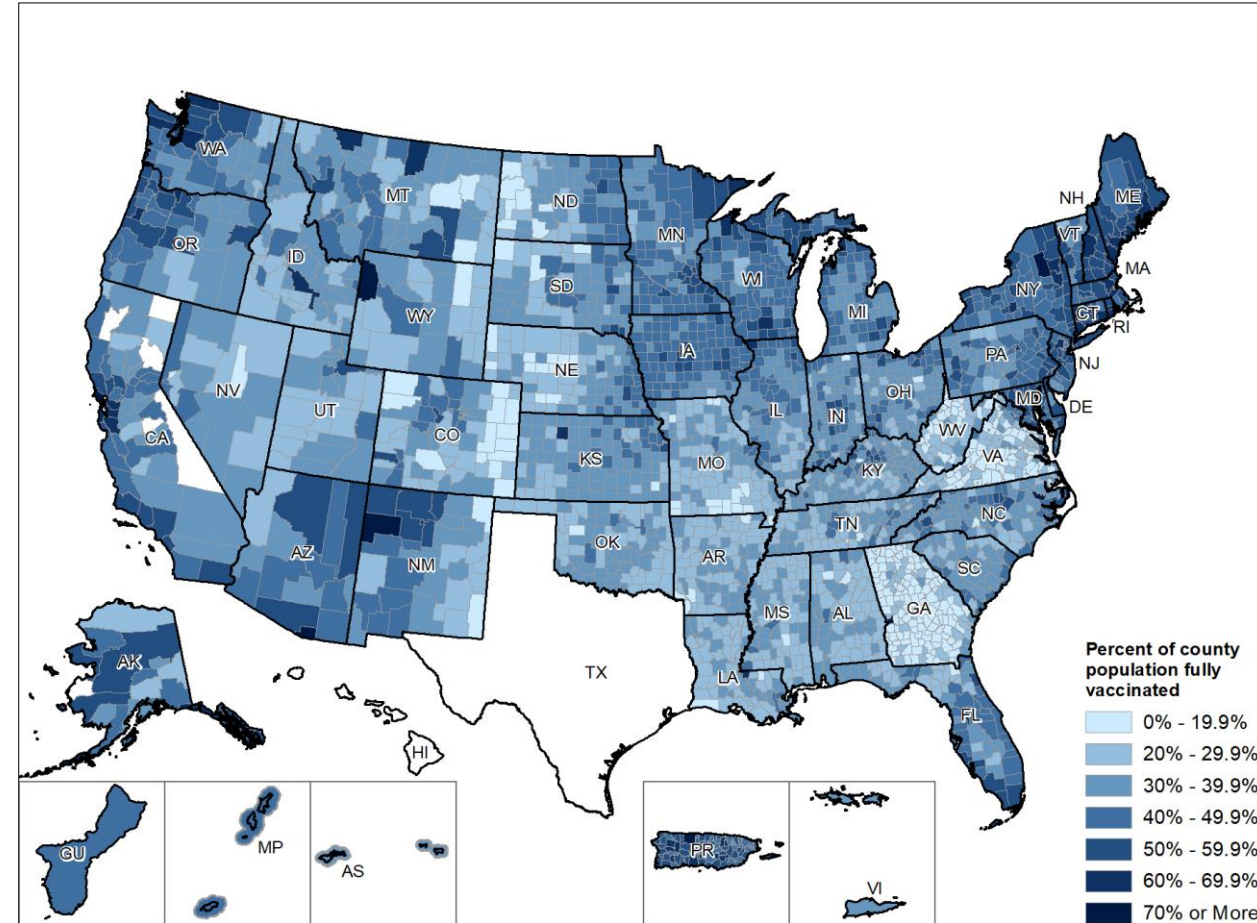 WA
MT
ND
MN
OR
ID
WY
SD
WI
MI
NY
VT
NH
ME
MA
CT
RI
NV
UT
CO
NE
IA
IL
IN
OH
PA
NJ
MD
DE
CA
KS
MO
KY
WV
VA
AZ
NM
OK
AR
TN
NC
SC
MS
AL
GA
TX
LA
FL
AK
HI
GU
MP
AS
PR
VI
Percent of county
population fully
vaccinated
0% - 19.9%
20% - 29.9%
30% - 39.9%
40% - 49.9%
50% - 59.9%
60% - 69.9%
70% or More